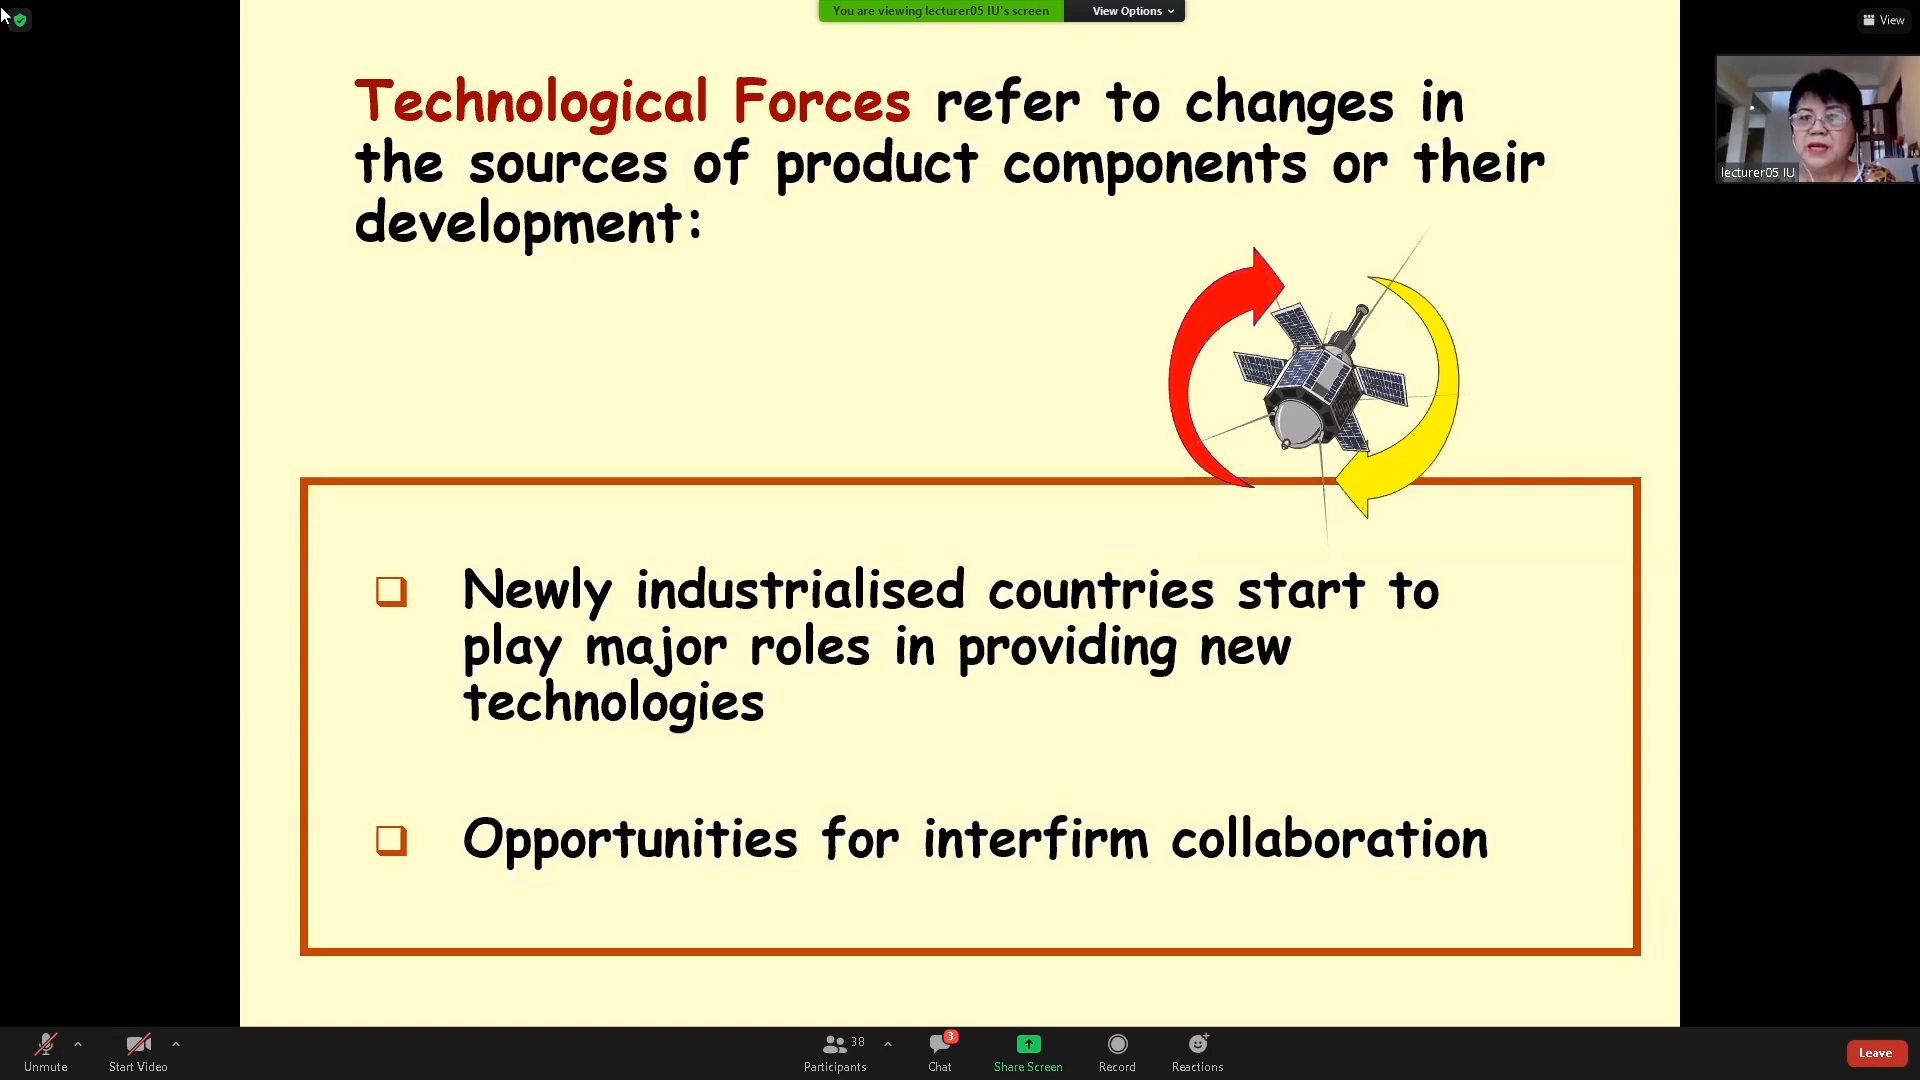 You are viewing lecturer05 IU's screen
View Options
View
Technological Forces refer to changes in
the sources of product components or their
development:
lecturer05 IU
Newly industrialised countries start to
play major roles in providing new
technologies
Opportunities for interfirm collaboration
Unmute
Start Video
38
Participants
3
Chat
Share Screen
Record
Reactions
Leave